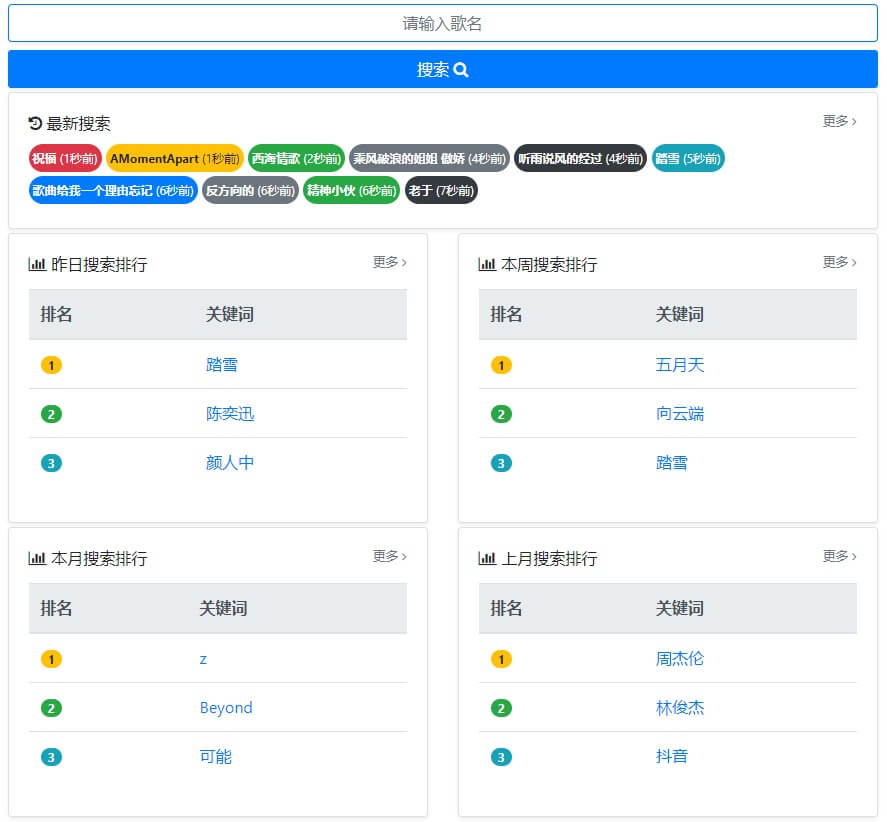 请输入歌名
搜索
最新搜索 更多
祝福 (1秒前) AMomentApart (1秒前) 西海情歌 (2秒前) 乘风破浪的姐姐 傲娇 (4秒前) 听雨说风的经过 (4秒前) 踏雪 (5秒前)
歌曲给我一个理由忘记 (6秒前) 反方向的 (6秒前) 精神小伙 (6秒前) 老于 (7秒前)
昨日搜索排行 更多
排名 关键词
1 踏雪
2 陈奕迅
3 颜人中
本周搜索排行 更多
排名 关键词
1 五月天
2 向云端
3 踏雪
本月搜索排行 更多
排名 关键词
1 z
2 Beyond
3 可能
上月搜索排行 更多
排名 关键词
1 周杰伦
2 林俊杰
3 抖音